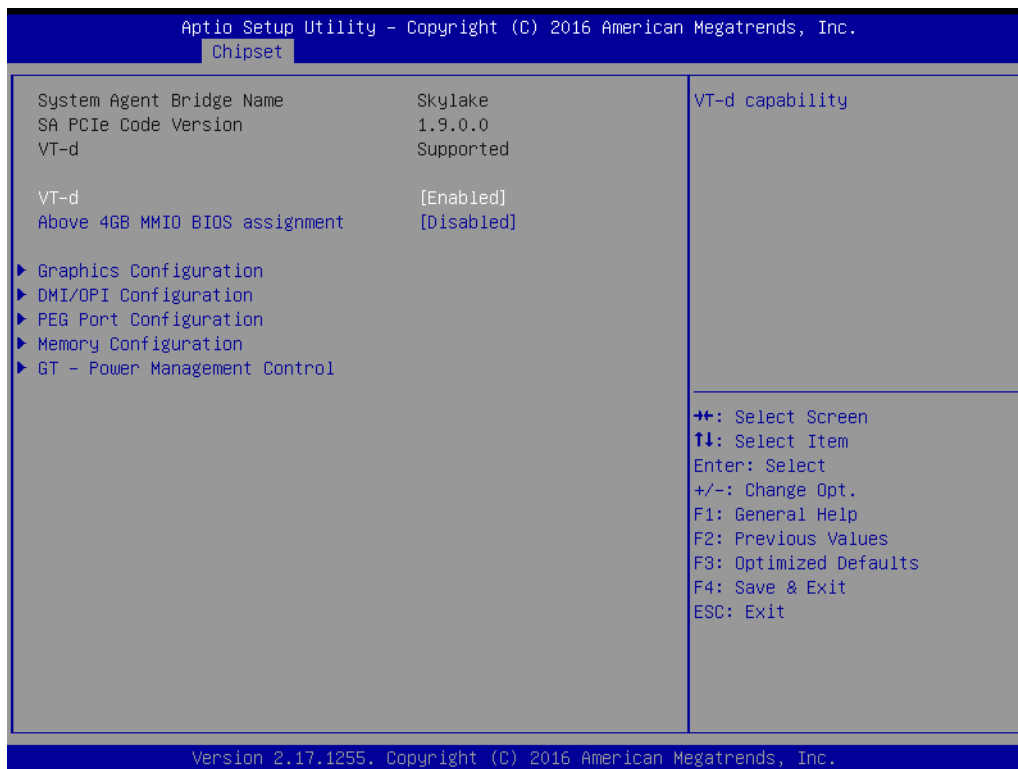 Aptio Setup Utility – Copyright (C) 2016 American Megatrends, Inc.
Chipset
System Agent Bridge Name Skylake
SA PCIe Code Version 1.9.0.0
VT-d Supported
VT-d [Enabled]
Above 4GB MMIO BIOS assignment [Disabled]
Graphics Configuration
DMI/OPI Configuration
PEG Port Configuration
Memory Configuration
GT – Power Management Control
VT-d capability
→←: Select Screen
↑↓: Select Item
Enter: Select
+/-: Change Opt.
F1: General Help
F2: Previous Values
F3: Optimized Defaults
F4: Save & Exit
ESC: Exit
Version 2.17.1255. Copyright (C) 2016 American Megatrends, Inc.